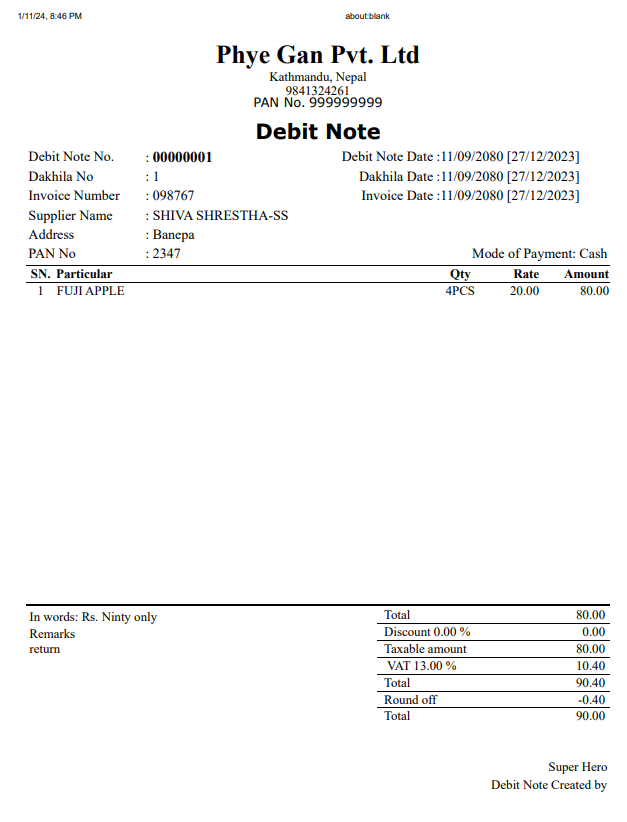 1/11/24, 8:46 PM about:blank
Phye Gan Pvt. Ltd
Kathmandu, Nepal
9841324261
PAN No. 999999999
Debit Note
Debit Note No. : 00000001 Debit Note Date :11/09/2080 [27/12/2023]
Dakhila No : 1 Dakhila Date :11/09/2080 [27/12/2023]
Invoice Number : 098767 Invoice Date :11/09/2080 [27/12/2023]
Supplier Name : SHIVA SHRESTHA-SS
Address : Banepa
PAN No : 2347 Mode of Payment: Cash
SN. Particular Qty Rate Amount
1 FUJI APPLE 4PCS 20.00 80.00
In words: Rs. Ninty only
Remarks
return
Total 80.00
Discount 0.00 % 0.00
Taxable amount 80.00
VAT 13.00 % 10.40
Total 90.40
Round off -0.40
Total 90.00
Super Hero
Debit Note Created by